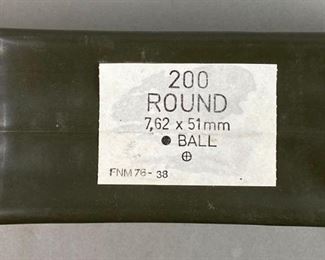 200
ROUND
7,62 x 51mm
● BALL
⊕
FNM 76-38